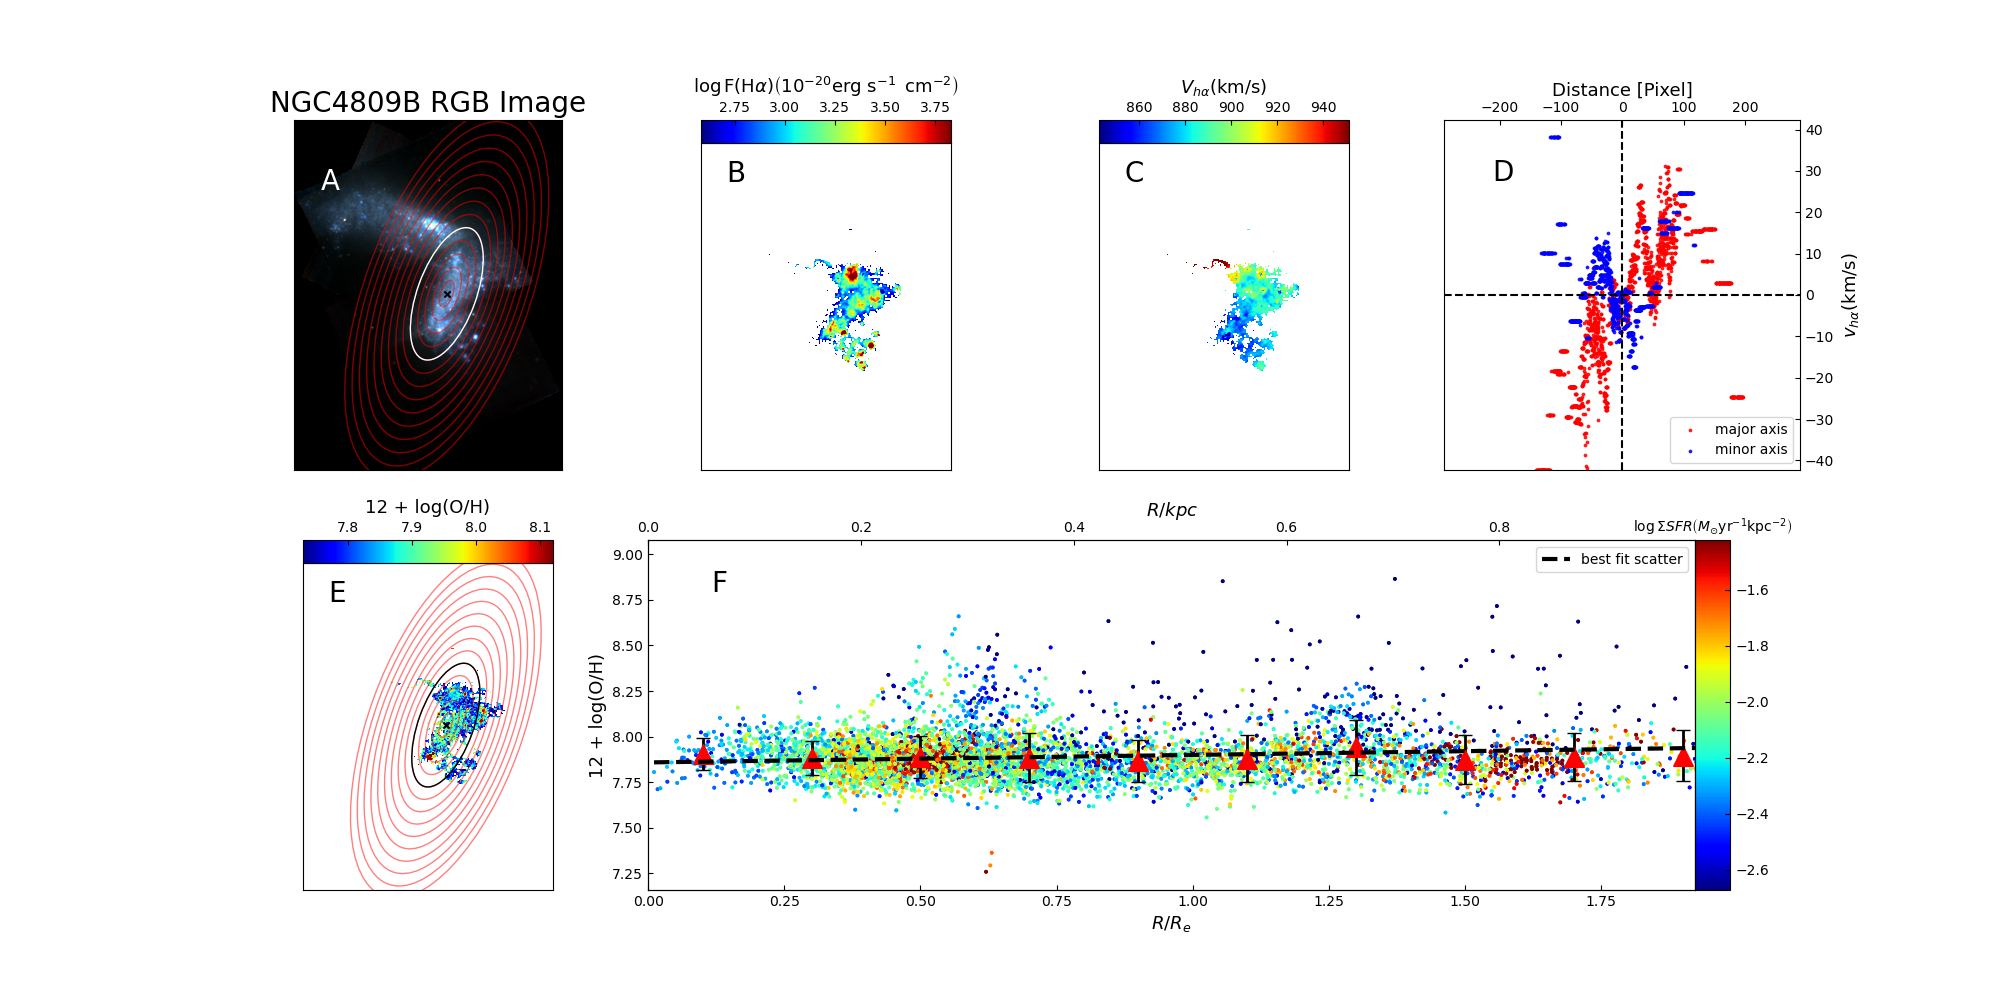 NGC4809B RGB Image
A
log F(Hα)(10⁻²⁰erg s⁻¹ cm⁻²)
2.75 3.00 3.25 3.50 3.75
B
V_hα(km/s)
860 880 900 920 940
C
Distance [Pixel]
−200 −100 0 100 200
D
40
30
20
10
0
−10
−20
−30
−40
v_hα(km/s)
major axis
minor axis
12 + log(O/H)
7.8 7.9 8.0 8.1
E
R/kpc
0.0 0.2 0.4 0.6 0.8
log ΣSFR(M_⊙yr⁻¹kpc⁻²)
F
best fit scatter
12 + log(O/H)
9.00
8.75
8.50
8.25
8.00
7.75
7.50
7.25
0.00 0.25 0.50 0.75 1.00 1.25 1.50 1.75
R/R_e
−1.6
−1.8
−2.0
−2.2
−2.4
−2.6